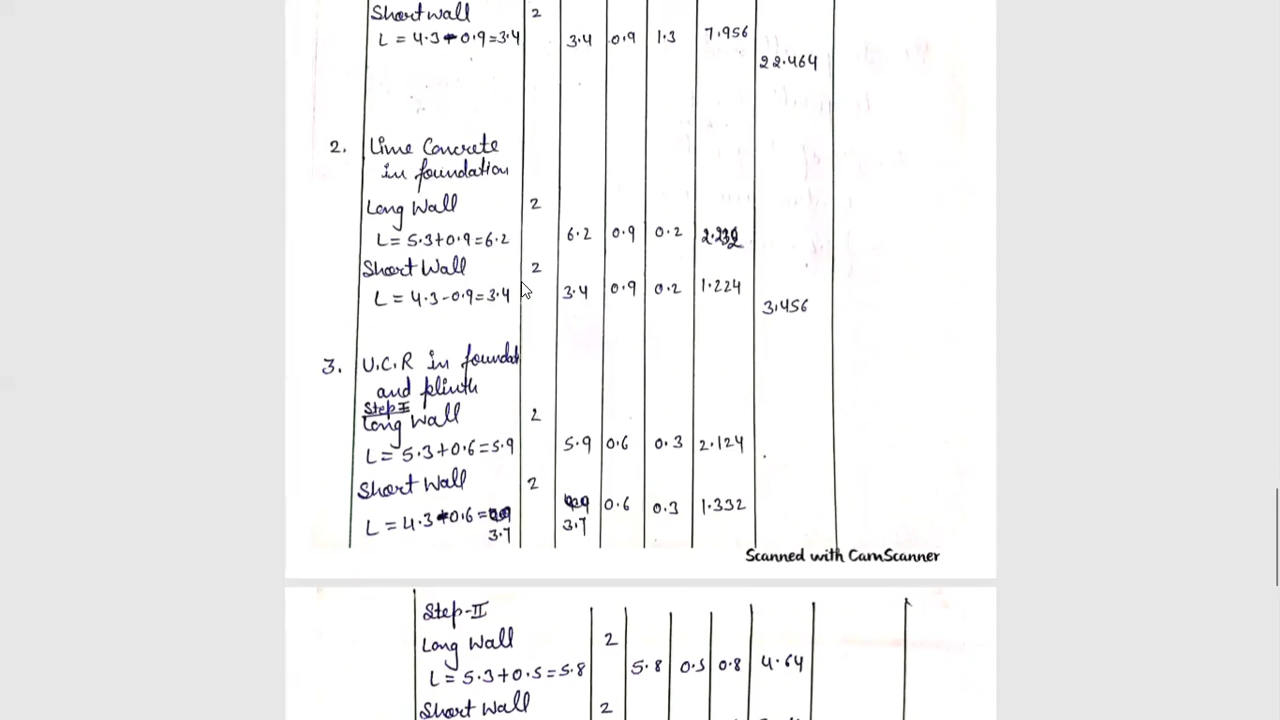 Short wall 2
L = 4.3-0.9=3.4 3.4 0.9 1.3 7.956
22.464
2. Lime Concrete
in foundation
Long Wall 2
L= 5.3+0.9=6.2 6.2 0.9 0.2 2.232
Short Wall 2
L = 4.3-0.9=3.4 3.4 0.9 0.2 1.224
3.456
3. U.C.R in foundat
and plinth
Step-I
Long Wall 2
L= 5.3+0.6=5.9 5.9 0.6 0.3 2.124
Short Wall 2
L = 4.3-0.6= 0.6 0.3 1.332
3.7 3.7
Scanned with CamScanner
Step-II
Long Wall 2
L = 5.3+0.5=5.8 5.8 0.5 0.8 4.64
Short Wall 2